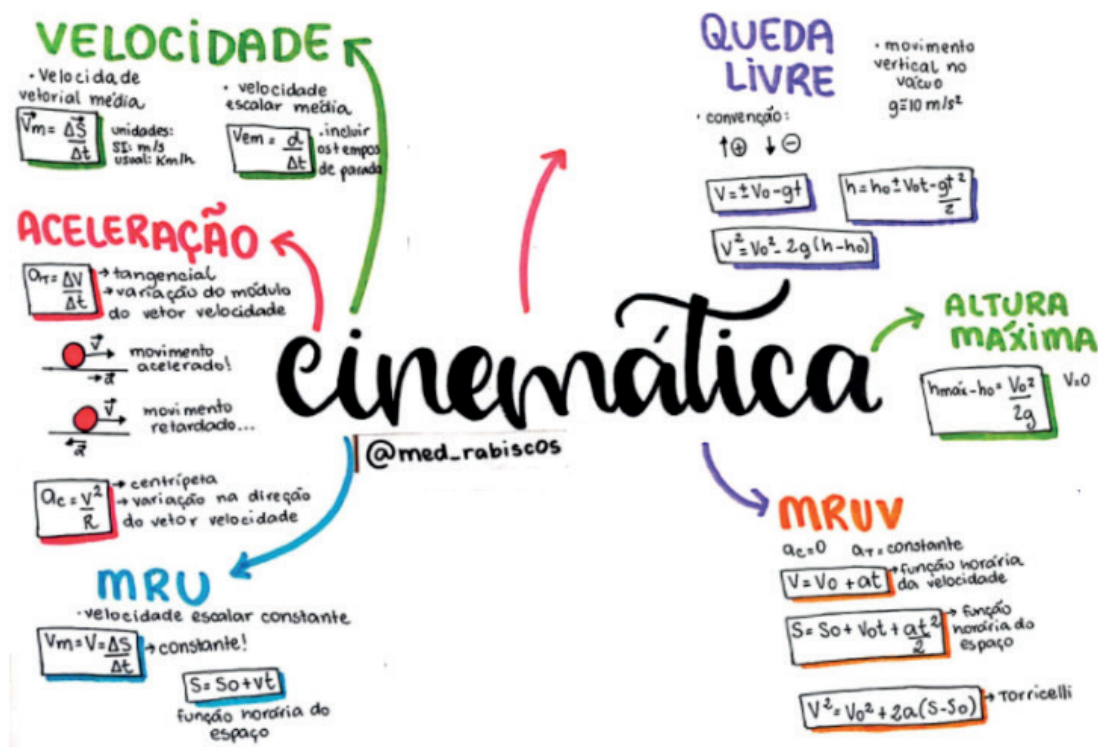 VELOCIDADE
• Velocidade
vetorial média
V⃗m = ΔS⃗/Δt
unidades:
SI: m/s
usual: Km/h
• velocidade
escalar média
Vem = d/Δt
• incluir
os tempos
de parada
ACELERAÇÃO
aT = ΔV/Δt
→ tangencial
→ variação do módulo
do vetor velocidade
v⃗
movimento
acelerado!
→ a⃗
v⃗
movimento
retardado...
a⃗
ac = v²/R
→ centrípeta
→ variação na direção
do vetor velocidade
MRU
• velocidade escalar constante
Vm = V = ΔS/Δt → constante!
S = So + vt
função horária do
espaço
cinemática
@med_rabiscos
QUEDA
LIVRE
• movimento
vertical no
vácuo
g≅10 m/s²
• convenção:
↑⊕ ↓⊖
V = ± Vo - gt
h = ho ± Vot - gt²/2
V² = Vo² - 2g (h-ho)
ALTURA
MÁXIMA
hmáx - ho = Vo²/2g
V=0
MRUV
ac=0 aT = constante
V = Vo + at
→ função horária
da velocidade
S = So + Vot + at²/2
→ função
horária do
espaço
V² = Vo² + 2a(S-So)
→ Torricelli